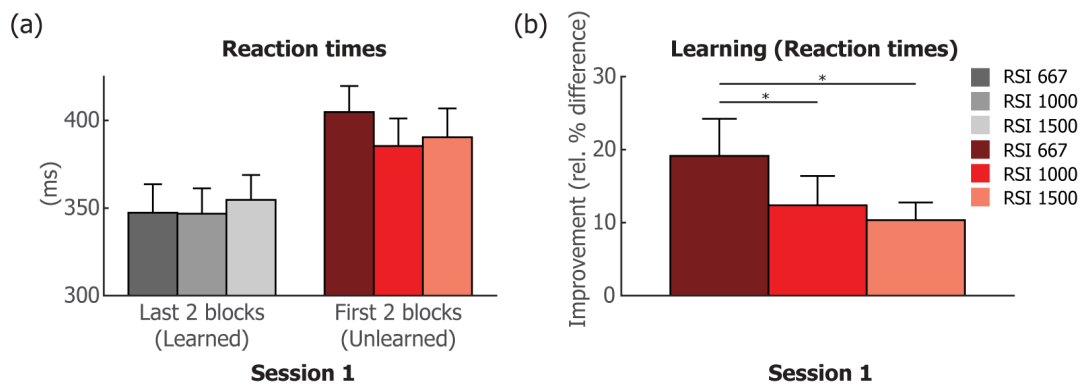 (a)
Reaction times
(ms)
400
350
300
Last 2 blocks
(Learned)
First 2 blocks
(Unlearned)
Session 1
(b)
Learning (Reaction times)
Improvement (rel. % difference)
30
20
10
0
*
*
Session 1
RSI 667
RSI 1000
RSI 1500
RSI 667
RSI 1000
RSI 1500